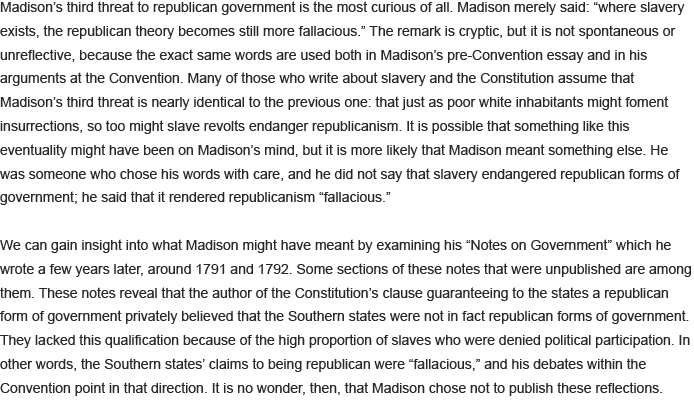 Madison’s third threat to republican government is the most curious of all. Madison merely said: “where slavery
exists, the republican theory becomes still more fallacious.” The remark is cryptic, but it is not spontaneous or
unreflective, because the exact same words are used both in Madison’s pre-Convention essay and in his
arguments at the Convention. Many of those who write about slavery and the Constitution assume that
Madison’s third threat is nearly identical to the previous one: that just as poor white inhabitants might foment
insurrections, so too might slave revolts endanger republicanism. It is possible that something like this
eventuality might have been on Madison’s mind, but it is more likely that Madison meant something else. He
was someone who chose his words with care, and he did not say that slavery endangered republican forms of
government; he said that it rendered republicanism “fallacious.”

We can gain insight into what Madison might have meant by examining his “Notes on Government” which he
wrote a few years later, around 1791 and 1792. Some sections of these notes that were unpublished are among
them. These notes reveal that the author of the Constitution’s clause guaranteeing to the states a republican
form of government privately believed that the Southern states were not in fact republican forms of government.
They lacked this qualification because of the high proportion of slaves who were denied political participation. In
other words, the Southern states’ claims to being republican were “fallacious,” and his debates within the
Convention point in that direction. It is no wonder, then, that Madison chose not to publish these reflections.